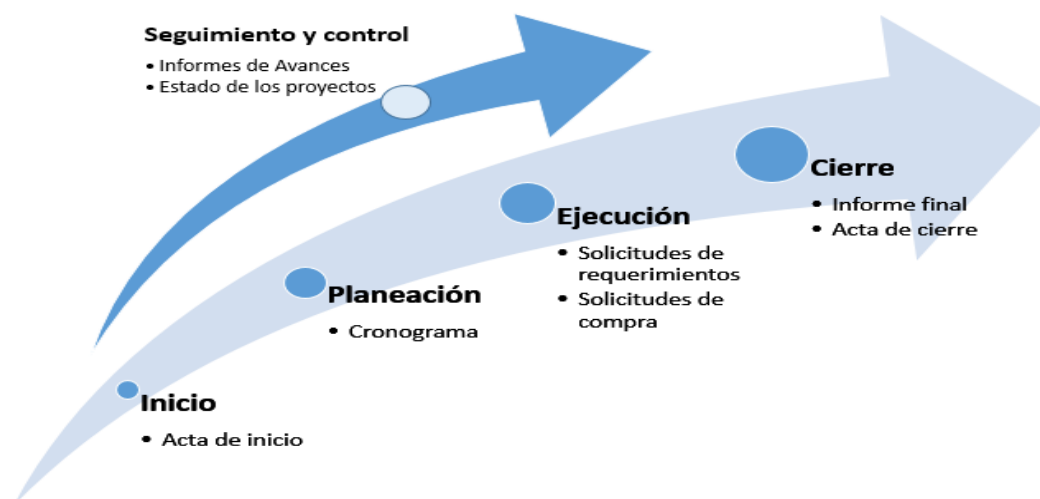 Seguimiento y control
• Informes de Avances
• Estado de los proyectos
Cierre
• Informe final
• Acta de cierre
Ejecución
• Solicitudes de
requerimientos
• Solicitudes de
compra
Planeación
• Cronograma
Inicio
• Acta de inicio